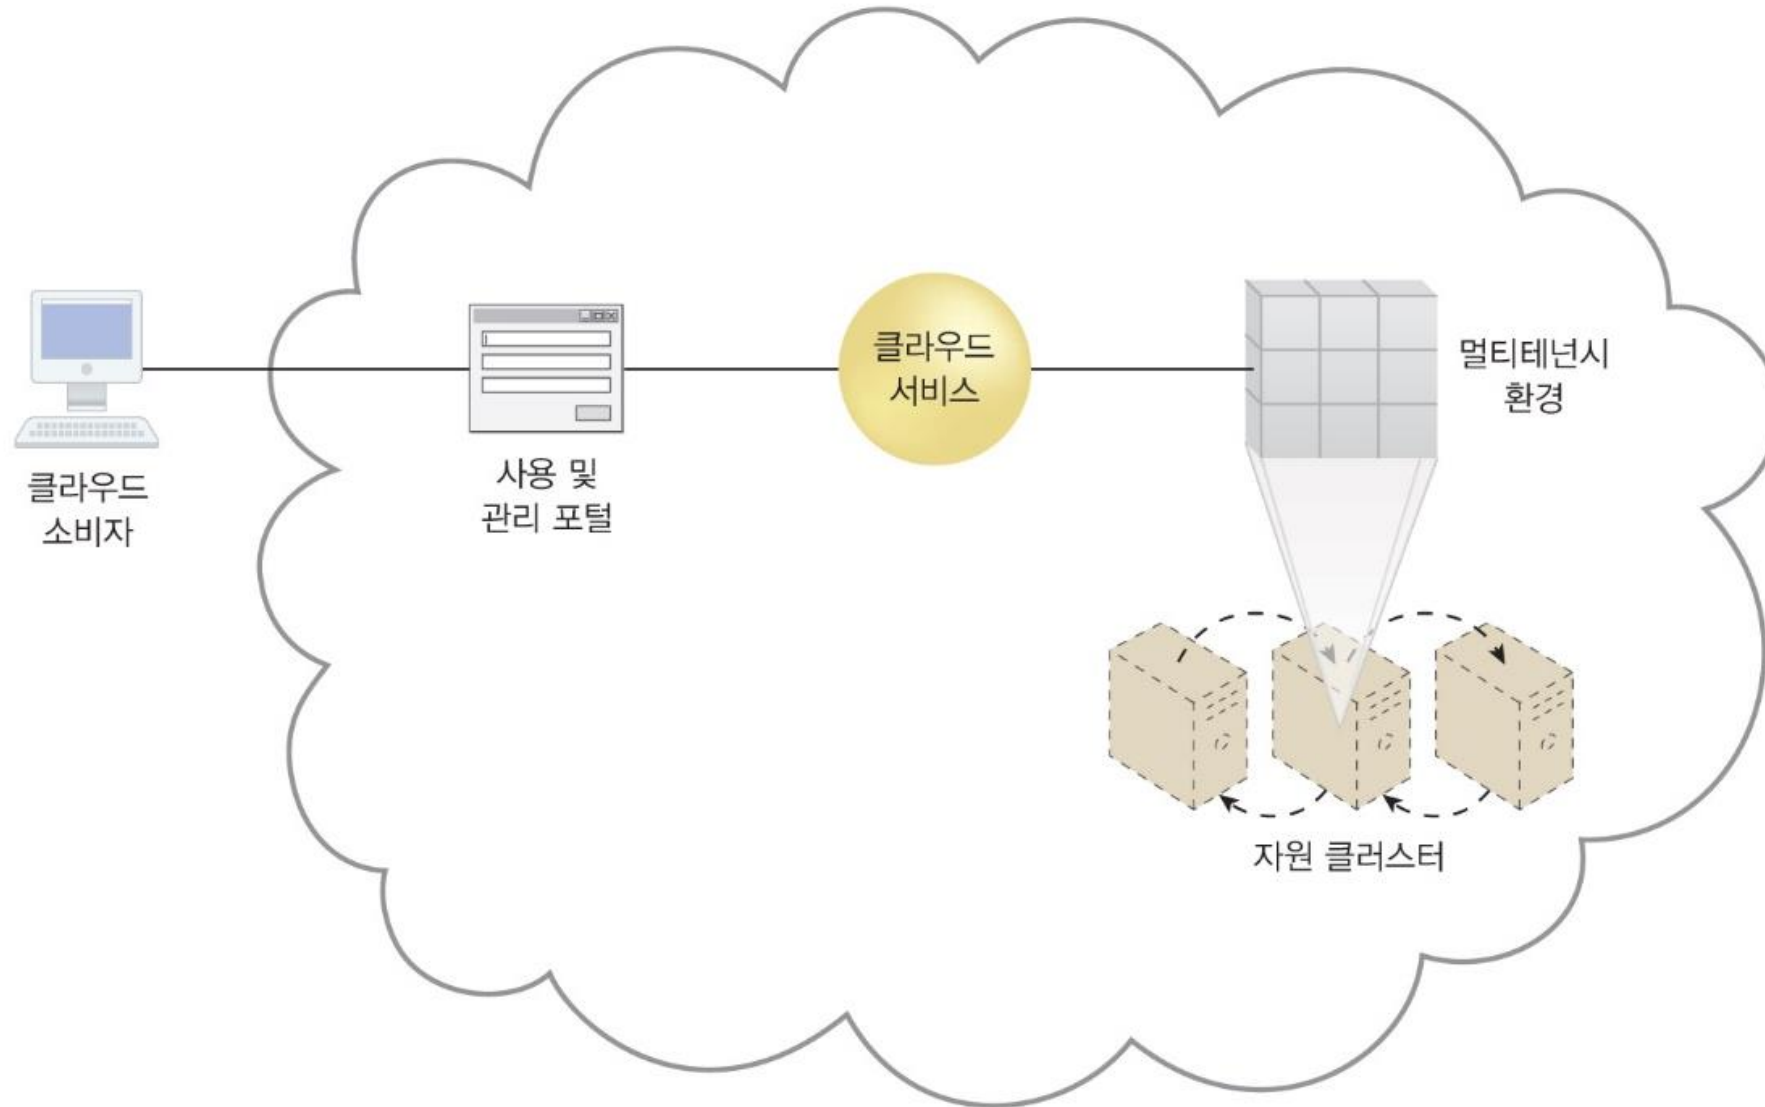 클라우드
소비자
사용 및
관리 포털
클라우드
서비스
멀티테넌시
환경
자원 클러스터